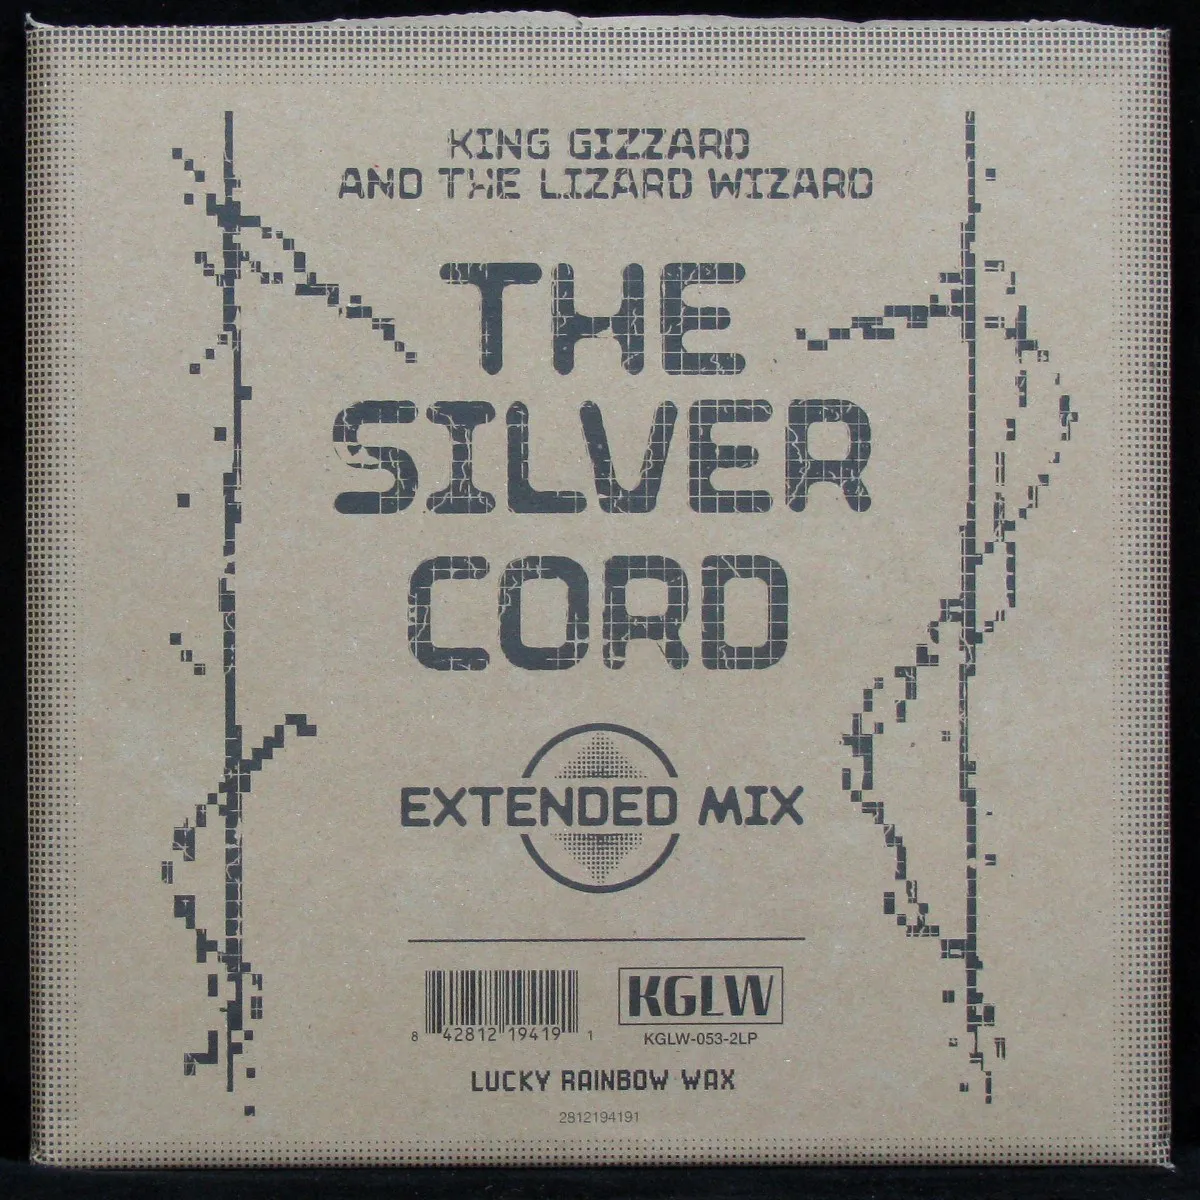 KING GIZZARD
AND THE LIZARD WIZARD
THE
SILVER
CORD
EXTENDED MIX
8 42812 19419 1
KGLW
KGLW-053-2LP
LUCKY RAINBOW WAX
2812194191